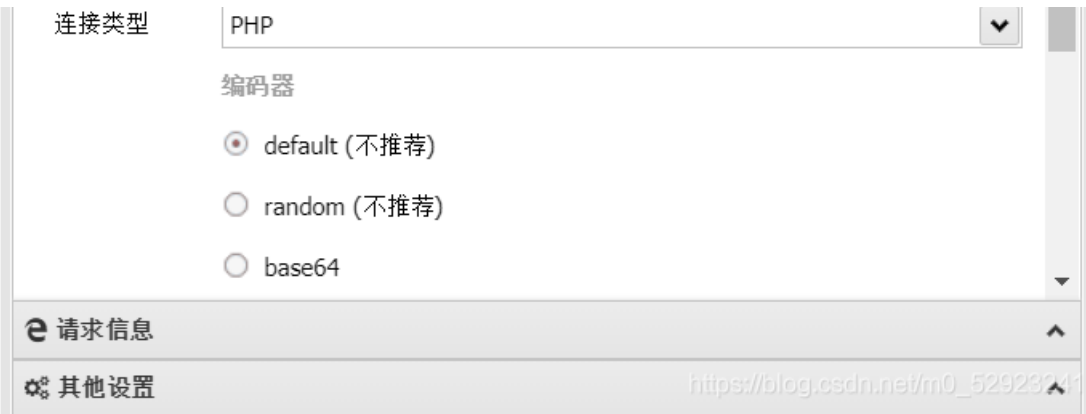 连接类型 PHP
编码器
default (不推荐)
random (不推荐)
base64
请求信息
其他设置
https://blog.csdn.net/m0_52923241